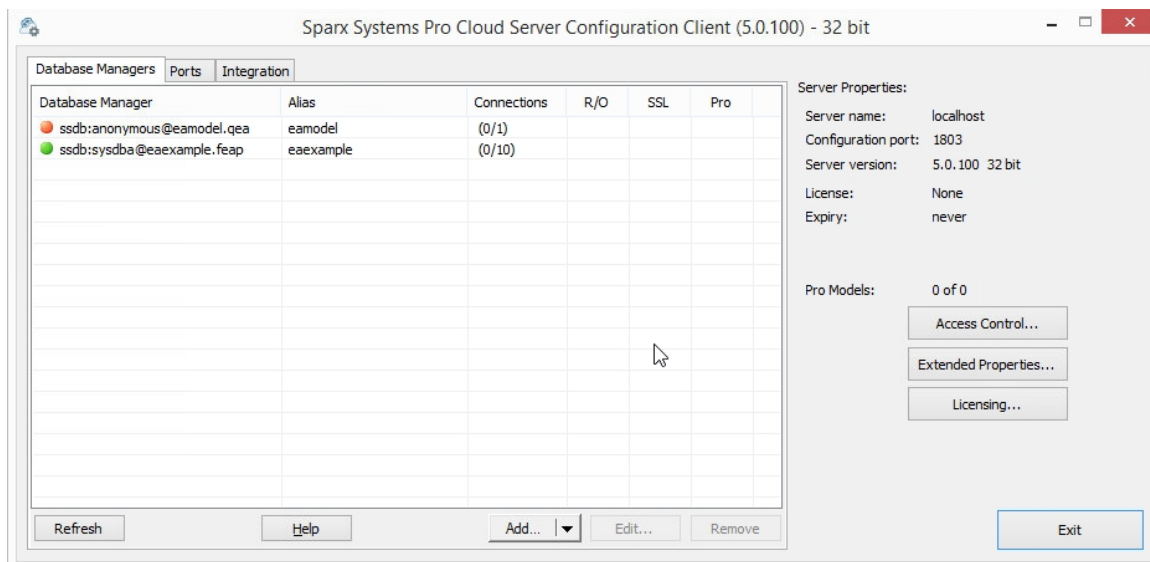 Sparx Systems Pro Cloud Server Configuration Client (5.0.100) - 32 bit
Database Managers Ports Integration
Database Manager Alias Connections R/O SSL Pro
ssdb:anonymous@eamodel.qea eamodel (0/1)
ssdb:sysdba@eaexample.feap eaexample (0/10)
Refresh Help Add... Edit... Remove
Server Properties:
Server name: localhost
Configuration port: 1803
Server version: 5.0.100 32 bit
License: None
Expiry: never
Pro Models: 0 of 0
Access Control...
Extended Properties...
Licensing...
Exit